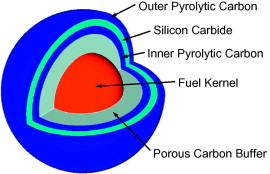 Outer Pyrolytic Carbon
Silicon Carbide
Inner Pyrolytic Carbon
Fuel Kernel
Porous Carbon Buffer